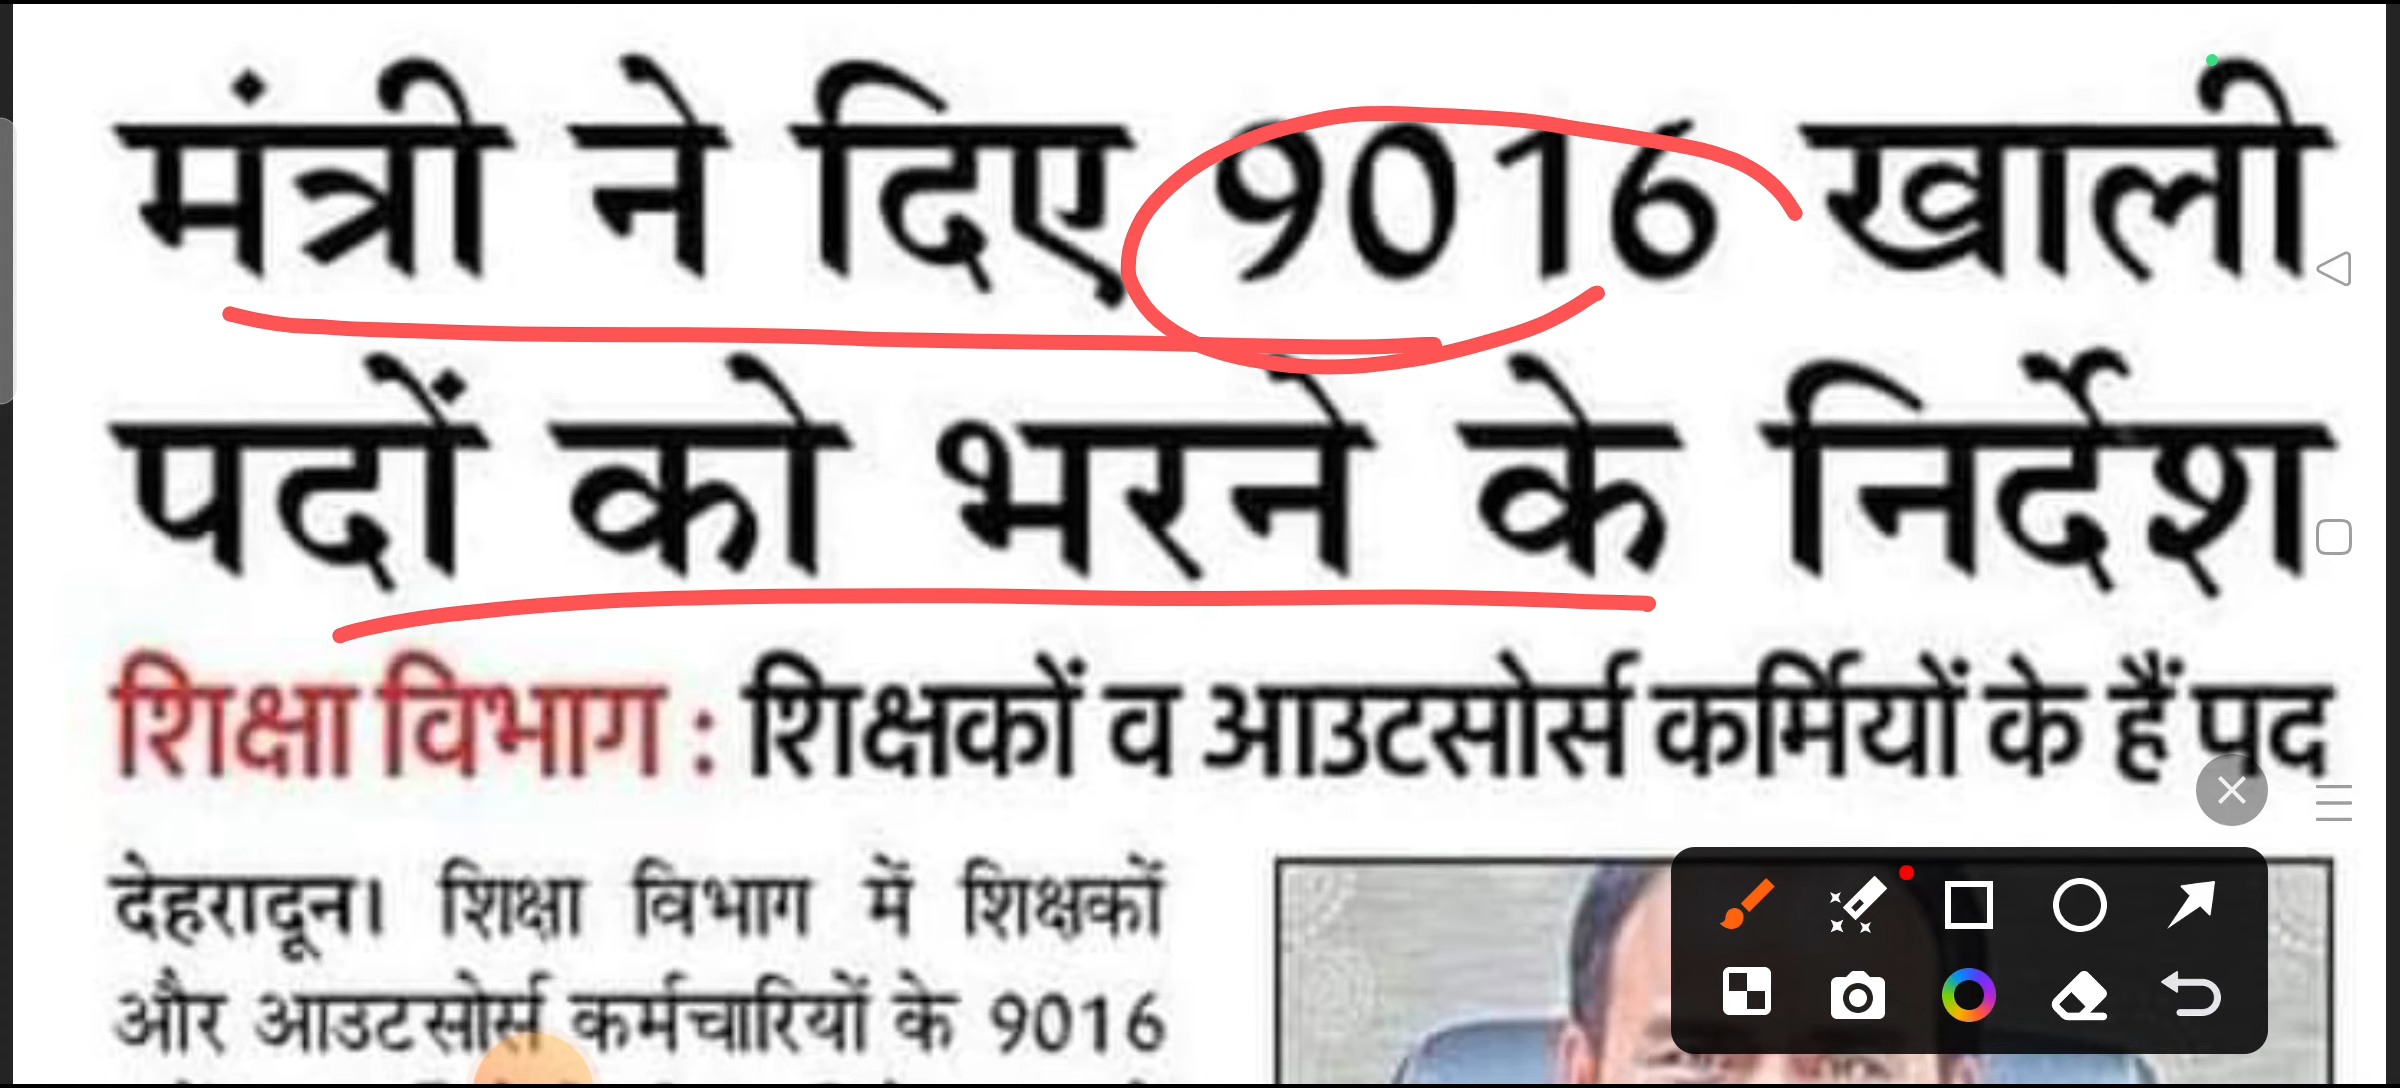 मंत्री ने दिए 9016 खाली
पदों को भरने के निर्देश
शिक्षा विभाग : शिक्षकों व आउटसोर्स कर्मियों के हैं पद
देहरादून। शिक्षा विभाग में शिक्षकों
और आउटसोर्स कर्मचारियों के 9016